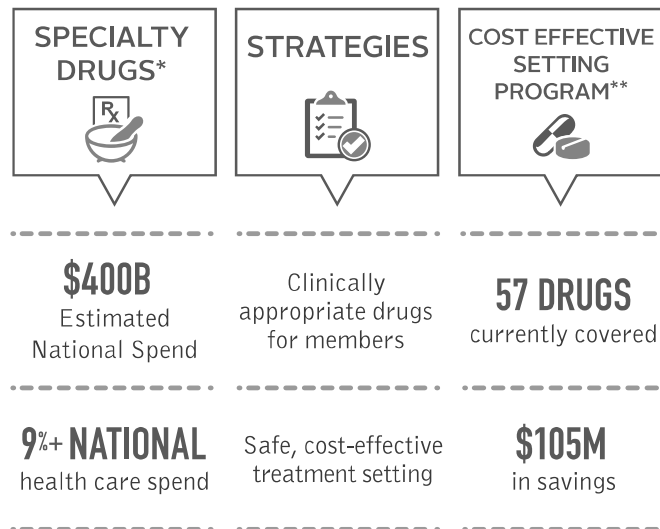 SPECIALTY
DRUGS*
Rx
STRATEGIES
COST EFFECTIVE
SETTING
PROGRAM**
$400B
Estimated
National Spend
Clinically
appropriate drugs
for members
57 DRUGS
currently covered
9%+ NATIONAL
health care spend
Safe, cost-effective
treatment setting
$105M
in savings